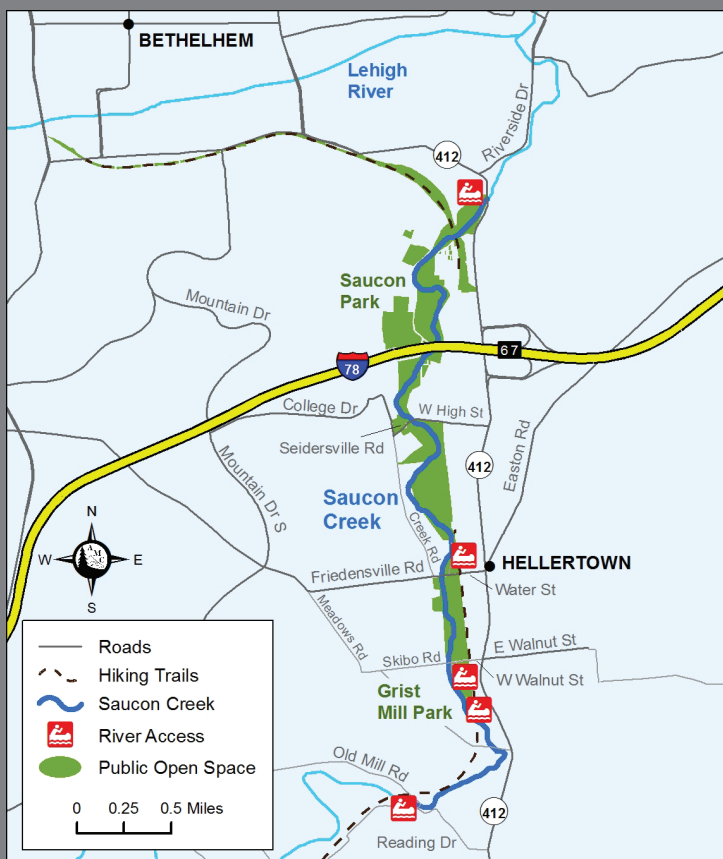 BETHELHEM
Lehigh
River
Riverside Dr
412
Saucon
Park
Mountain Dr
67
78
College Dr
W High St
Seidersville Rd
Easton Rd
412
Mountain Dr S
Saucon
Creek
Creek Rd
N
W
E
S
A
M
C
HELLERTOWN
Friedensville Rd
Water St
Meadows Rd
E Walnut St
Skibo Rd
W Walnut St
Grist
Mill Park
Old Mill Rd
412
Reading Dr
Roads
Hiking Trails
Saucon Creek
River Access
Public Open Space
0 0.25 0.5 Miles